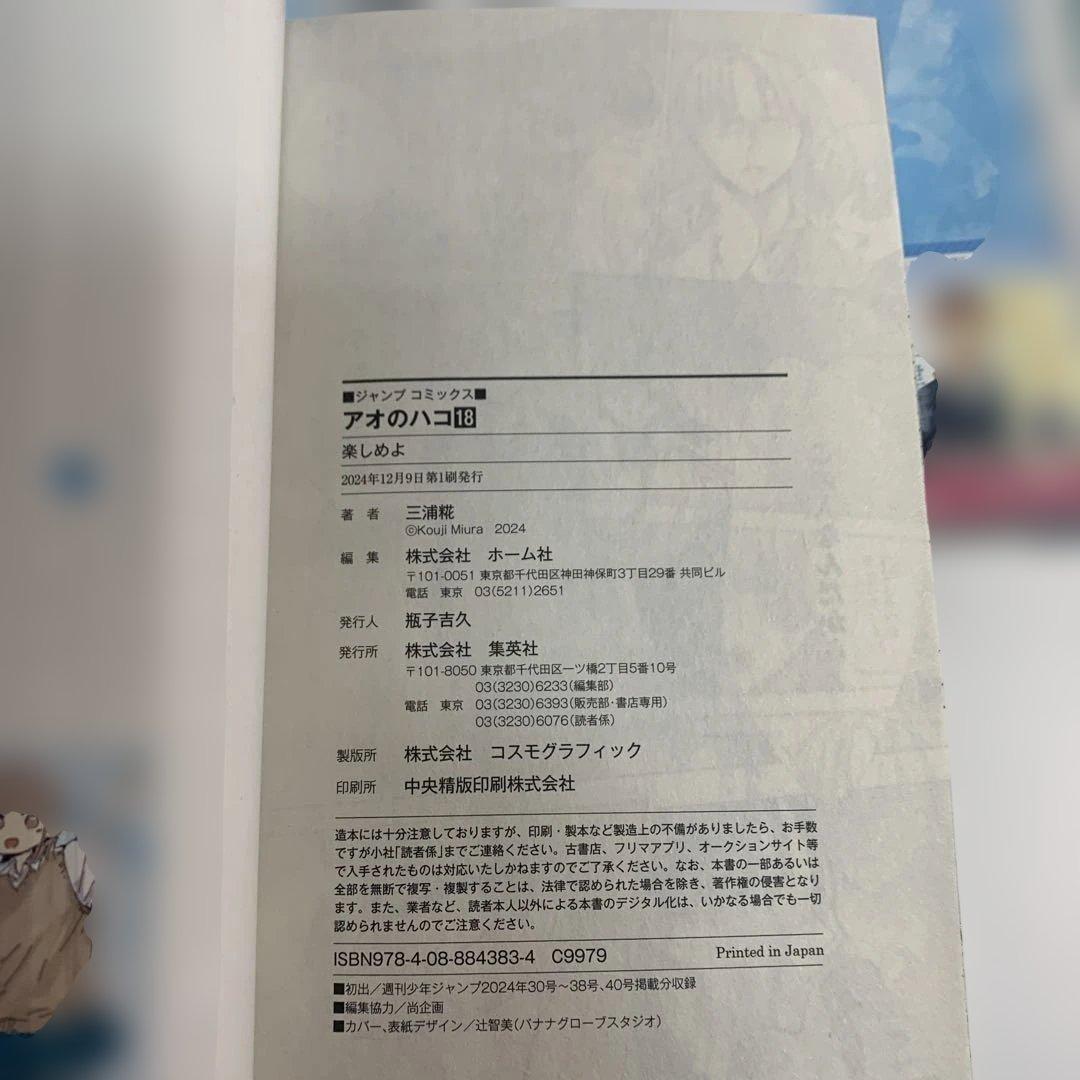 ■ジャンプ コミックス■
アオのハコ18
楽しめよ
2024年12月9日第1刷発行
著 者 三浦糀
©Kouji Miura 2024
編 集 株式会社 ホーム社
〒101-0051 東京都千代田区神田神保町3丁目29番 共同ビル
電話 東京 03(5211)2651
発行人 瓶子吉久
発行所 株式会社 集英社
〒101-8050 東京都千代田区一ツ橋2丁目5番10号
03(3230)6233(編集部)
電話 東京 03(3230)6393(販売部・書店専用)
03(3230)6076(読者係)
製版所 株式会社 コスモグラフィック
印刷所 中央精版印刷株式会社
造本には十分注意しておりますが、印刷・製本など製造上の不備がありましたら、お手数
ですが小社「読者係」までご連絡ください。古書店、フリマアプリ、オークションサイト等
で入手されたものは対応いたしかねますのでご了承ください。なお、本書の一部あるいは
全部を無断で複写・複製することは、法律で認められた場合を除き、著作権の侵害となり
ます。また、業者など、読者本人以外による本書のデジタル化は、いかなる場合でも一切
認められませんのでご注意ください。
ISBN978-4-08-884383-4 C9979 Printed in Japan
■初出/週刊少年ジャンプ2024年30号〜38号、40号掲載分収録
■編集協力/尚企画
■カバー、表紙デザイン/辻智美(バナナグローブスタジオ)